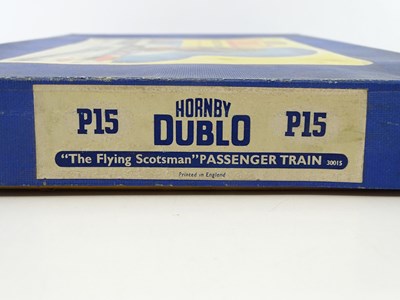 P15 HORNBY DUBLO P15
"The Flying Scotsman" PASSENGER TRAIN 30015
Printed in England